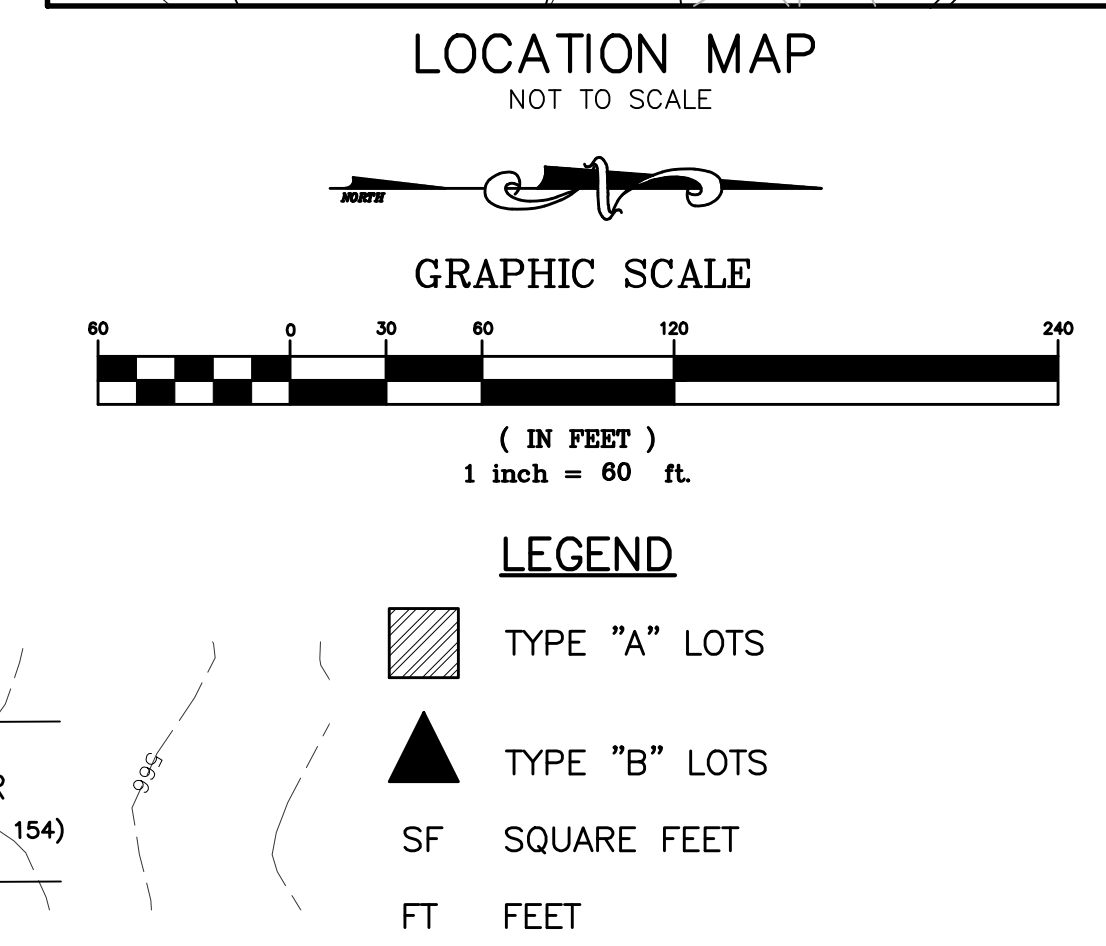 LOCATION MAP
NOT TO SCALE
NORTH
GRAPHIC SCALE
60 0 30 60 120 240
( IN FEET )
1 inch = 60 ft.
LEGEND
TYPE "A" LOTS
TYPE "B" LOTS
566
154)
SF SQUARE FEET
FT FEET